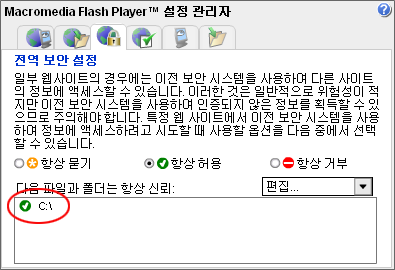 Macromedia Flash Player™ 설정 관리자
전역 보안 설정
일부 웹사이트의 경우에는 이전 보안 시스템을 사용하여 다른 사이트
의 정보에 액세스할 수 있습니다. 이러한 것은 일반적으로 위험성이 적
지만 이전 보안 시스템을 사용하여 인증되지 않은 정보를 획득할 수 있
으므로 주의해야 합니다. 특정 웹 사이트에서 이전 보안 시스템을 사용
하여 정보에 액세스하려고 시도할 때 사용할 옵션을 다음 중에서 선택
할 수 있습니다.
항상 묻기 항상 허용 항상 거부
다음 파일과 폴더는 항상 신뢰: 편집...
C:\